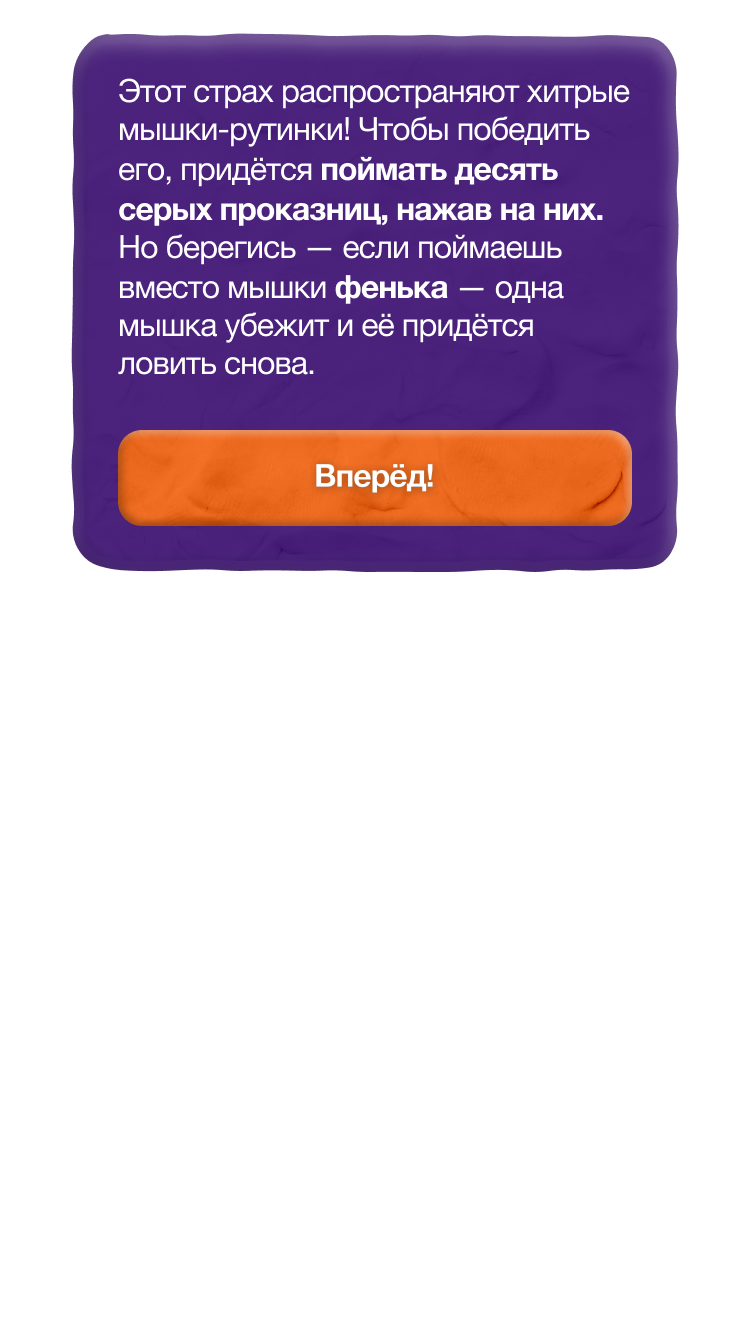 Этот страх распространяют хитрые
мышки-рутинки! Чтобы победить
его, придётся поймать десять
серых проказниц, нажав на них.
Но берегись — если поймаешь
вместо мышки фенька — одна
мышка убежит и её придётся
ловить снова.
Вперёд!